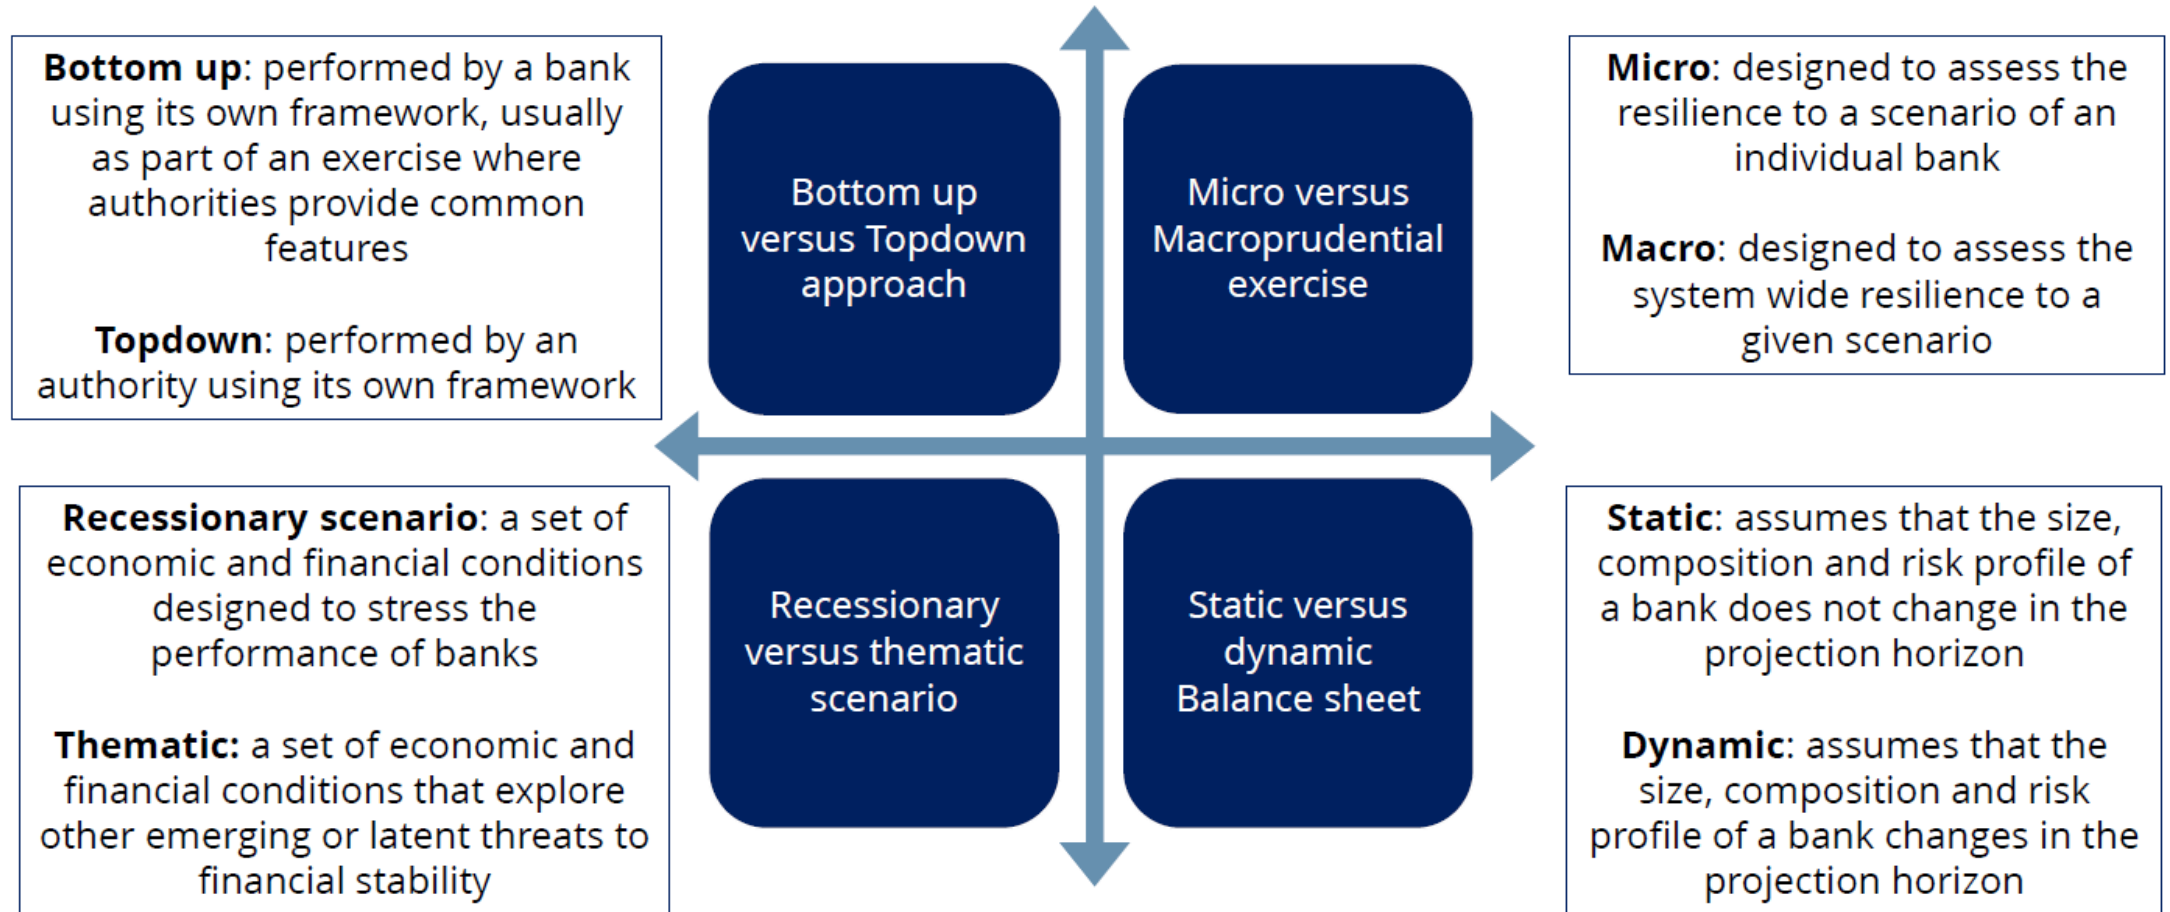 Bottom up: performed by a bank
using its own framework, usually
as part of an exercise where
authorities provide common
features
Topdown: performed by an
authority using its own framework
Bottom up
versus Topdown
approach
Micro versus
Macroprudential
exercise
Micro: designed to assess the
resilience to a scenario of an
individual bank
Macro: designed to assess the
system wide resilience to a
given scenario
Recessionary scenario: a set of
economic and financial conditions
designed to stress the
performance of banks
Thematic: a set of economic and
financial conditions that explore
other emerging or latent threats to
financial stability
Recessionary
versus thematic
scenario
Static versus
dynamic
Balance sheet
Static: assumes that the size,
composition and risk profile of
a bank does not change in the
projection horizon
Dynamic: assumes that the
size, composition and risk
profile of a bank changes in the
projection horizon